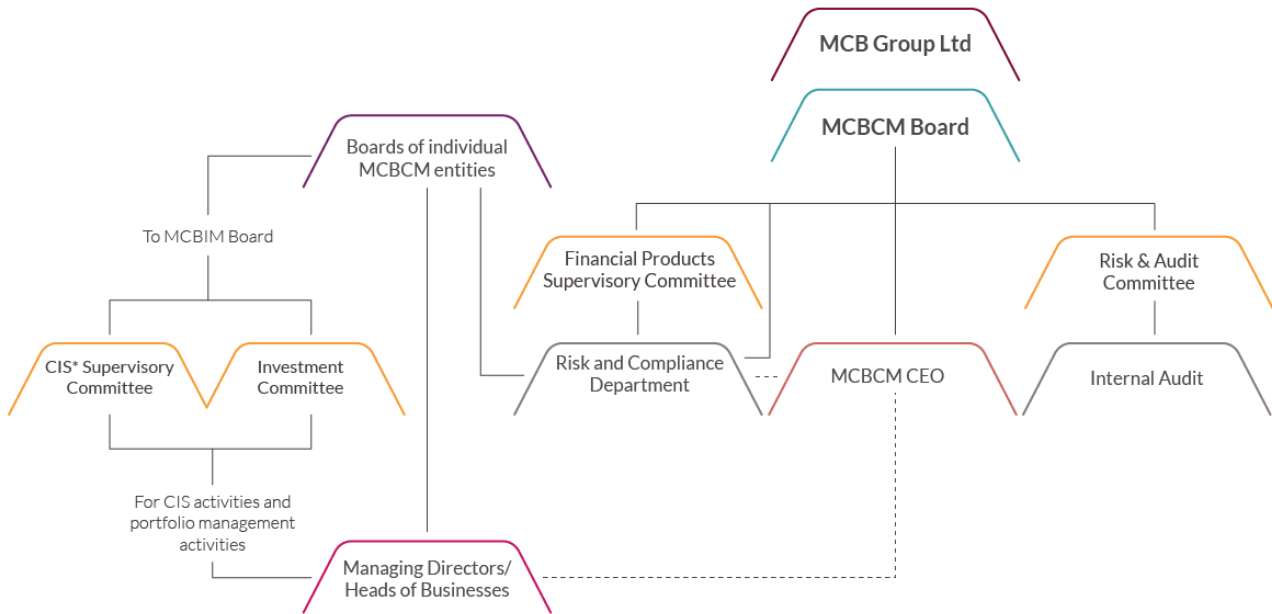 MCB Group Ltd
MCBCM Board
Boards of individual
MCBCM entities
To MCBIM Board
Financial Products
Supervisory Committee
Risk & Audit
Committee
CIS* Supervisory
Committee
Investment
Committee
Risk and Compliance
Department
MCBCM CEO
Internal Audit
For CIS activities and
portfolio management
activities
Managing Directors/
Heads of Businesses